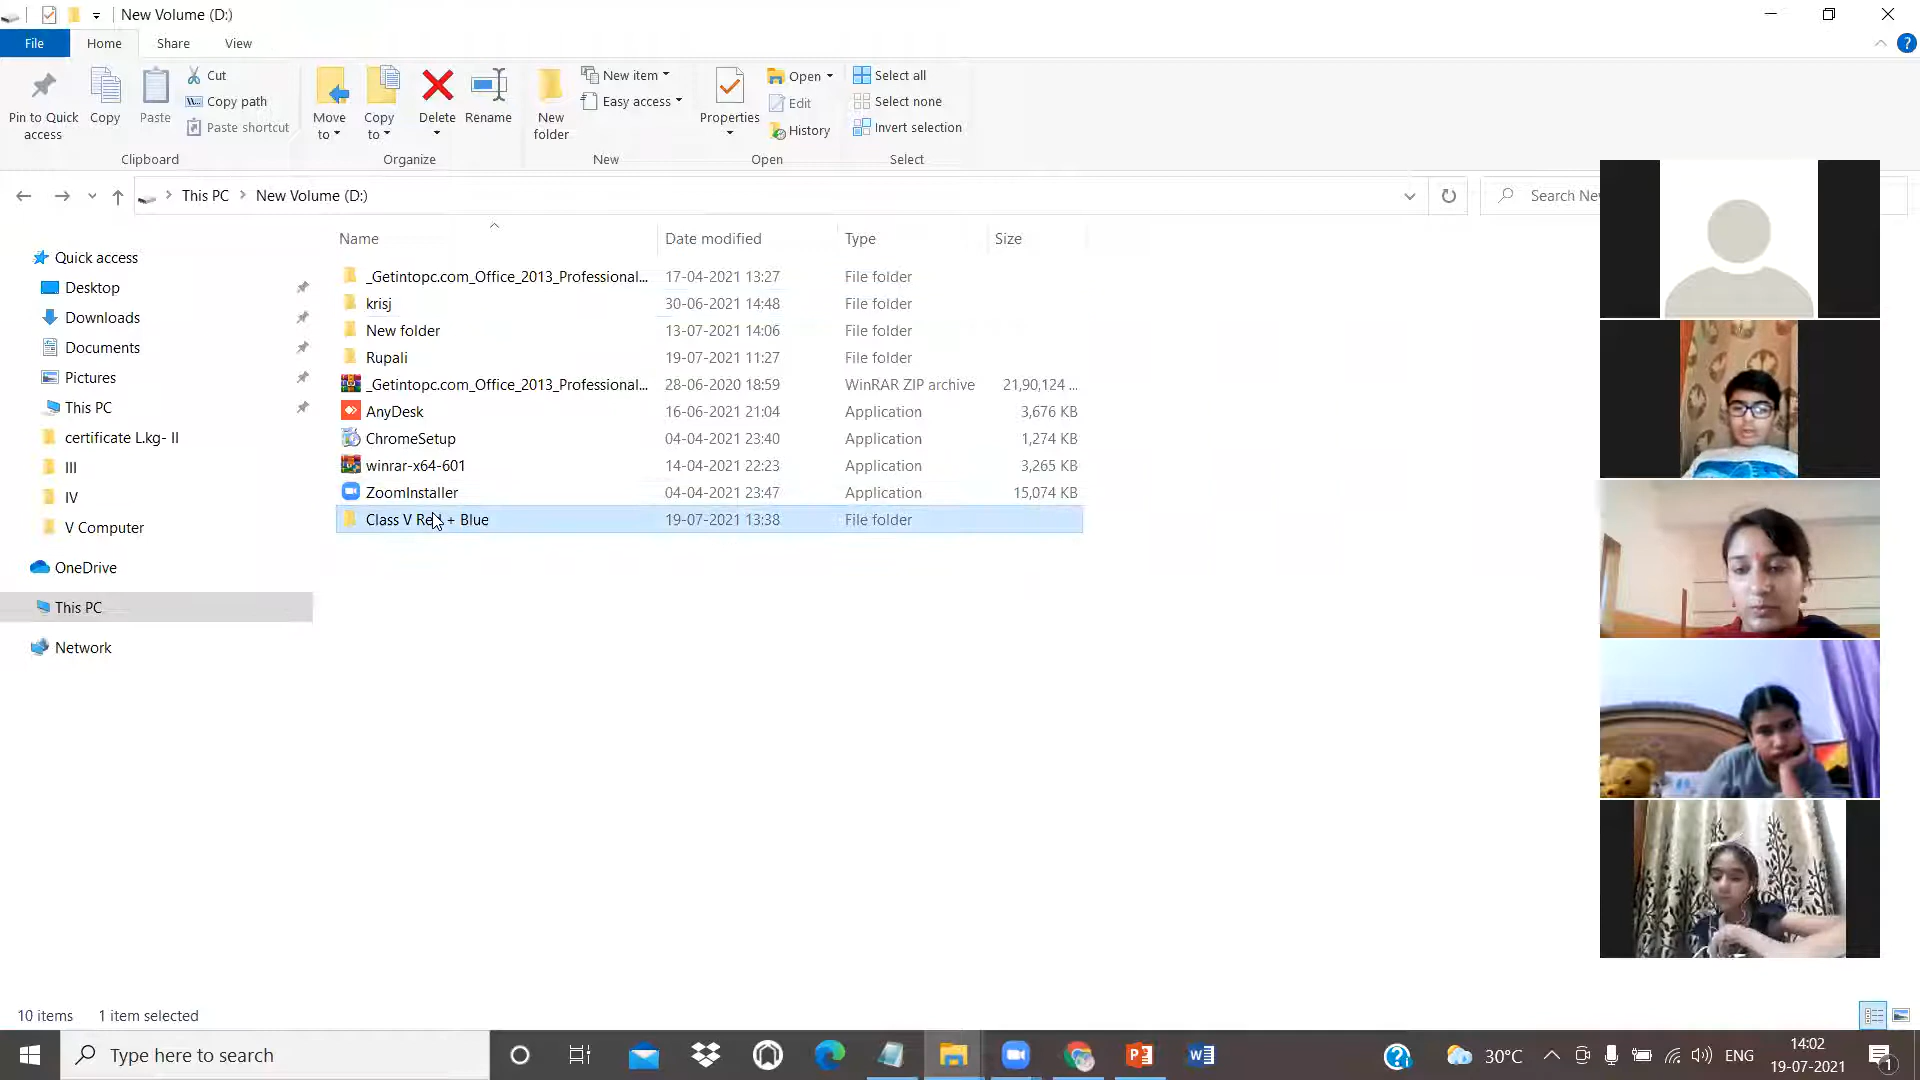 New Volume (D:)
File Home Share View
Pin to Quick access
Copy
Paste
Cut
Copy path
Paste shortcut
Clipboard
Move to
Copy to
Delete
Rename
Organize
New folder
New item
Easy access
New
Properties
Open
Edit
History
Open
Select all
Select none
Invert selection
Select
This PC New Volume (D:)
Search Ne
Name Date modified Type Size
Quick access
Desktop
Downloads
Documents
Pictures
This PC
certificate L.kg- II
III
IV
V Computer
OneDrive
This PC
Network
_Getintopc.com_Office_2013_Professional... 17-04-2021 13:27 File folder
krisj 30-06-2021 14:48 File folder
New folder 13-07-2021 14:06 File folder
Rupali 19-07-2021 11:27 File folder
_Getintopc.com_Office_2013_Professional... 28-06-2020 18:59 WinRAR ZIP archive 21,90,124 ...
AnyDesk 16-06-2021 21:04 Application 3,676 KB
ChromeSetup 04-04-2021 23:40 Application 1,274 KB
winrar-x64-601 14-04-2021 22:23 Application 3,265 KB
ZoomInstaller 04-04-2021 23:47 Application 15,074 KB
Class V Red + Blue 19-07-2021 13:38 File folder
10 items 1 item selected
Type here to search
30°C
ENG
14:02
19-07-2021
1